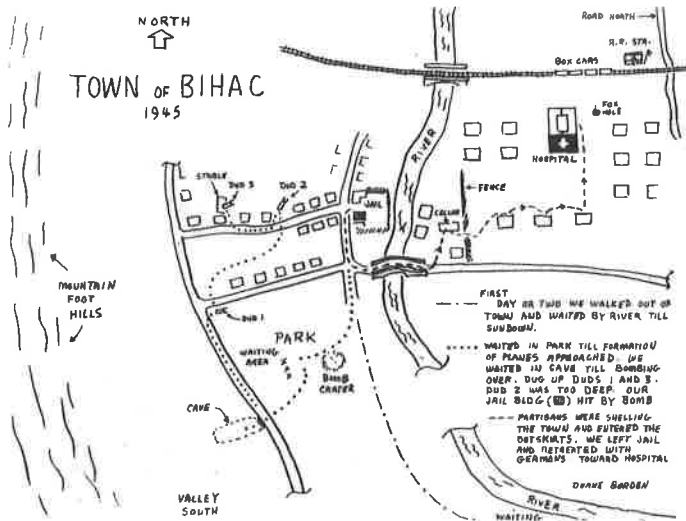 NORTH
TOWN OF BIHAC
1945
ROAD NORTH
R.R. STA.
BOX CARS
FOX
HOLE
RIVER
HOSPITAL
STABLE
DUD 3
DUD 2
JAIL
FENCE
CELLAR
MOUNTAIN
FOOT
HILLS
DUD 1
PARK
WAITING
AREA
BOMB
CRATER
CAVE
VALLEY
SOUTH
FIRST
DAY OR TWO WE WALKED OUT OF
TOWN AND WAITED BY RIVER TILL
SUNDOWN.
WAITED IN PARK TILL FORMATION
OF PLANES APPROACHED. WE
WAITED IN CAVE TILL BOMBING
OVER. DUG UP DUDS 1 AND 3.
DUD 2 WAS TOO DEEP. OUR
JAIL BLDG ( ) HIT BY BOMB
PARTISANS WERE SHELLING
THE TOWN AND ENTERED THE
OUTSKIRTS. WE LEFT JAIL
AND RETREATED WITH
GERMANS TOWARD HOSPITAL
DUANE BORDEN
RIVER
WAITING